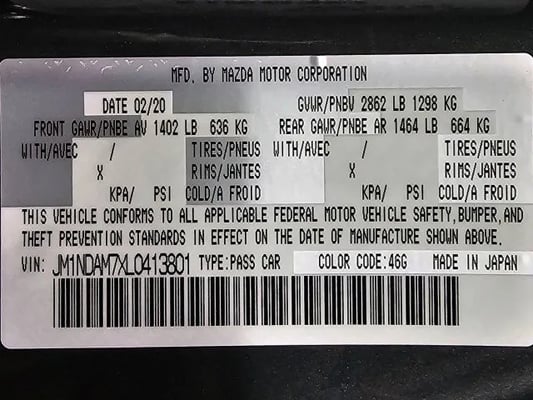 MFD. BY MAZDA MOTOR CORPORATION
DATE 02/20 GVWR/PNBV 2862 LB 1298 KG
FRONT GAWR/PNBE AV 1402 LB 636 KG REAR GAWR/PNBE AR 1464 LB 664 KG
WITH/AVEC / TIRES/PNEUS WITH/AVEC / TIRES/PNEUS
X RIMS/JANTES X RIMS/JANTES
KPA/ PSI COLD/A FROID KPA/ PSI COLD/A FROID
THIS VEHICLE CONFORMS TO ALL APPLICABLE FEDERAL MOTOR VEHICLE SAFETY,BUMPER,AND
THEFT PREVENTION STANDARDS IN EFFECT ON THE DATE OF MANUFACTURE SHOWN ABOVE.
VIN: JM1NDAM7XL0413801 TYPE:PASS CAR COLOR CODE:46G MADE IN JAPAN